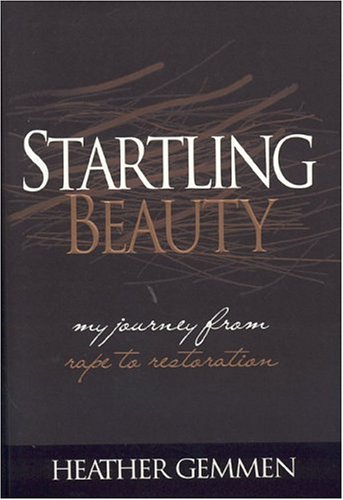 STARTLING
BEAUTY
my journey from
rape to restoration
HEATHER GEMMEN